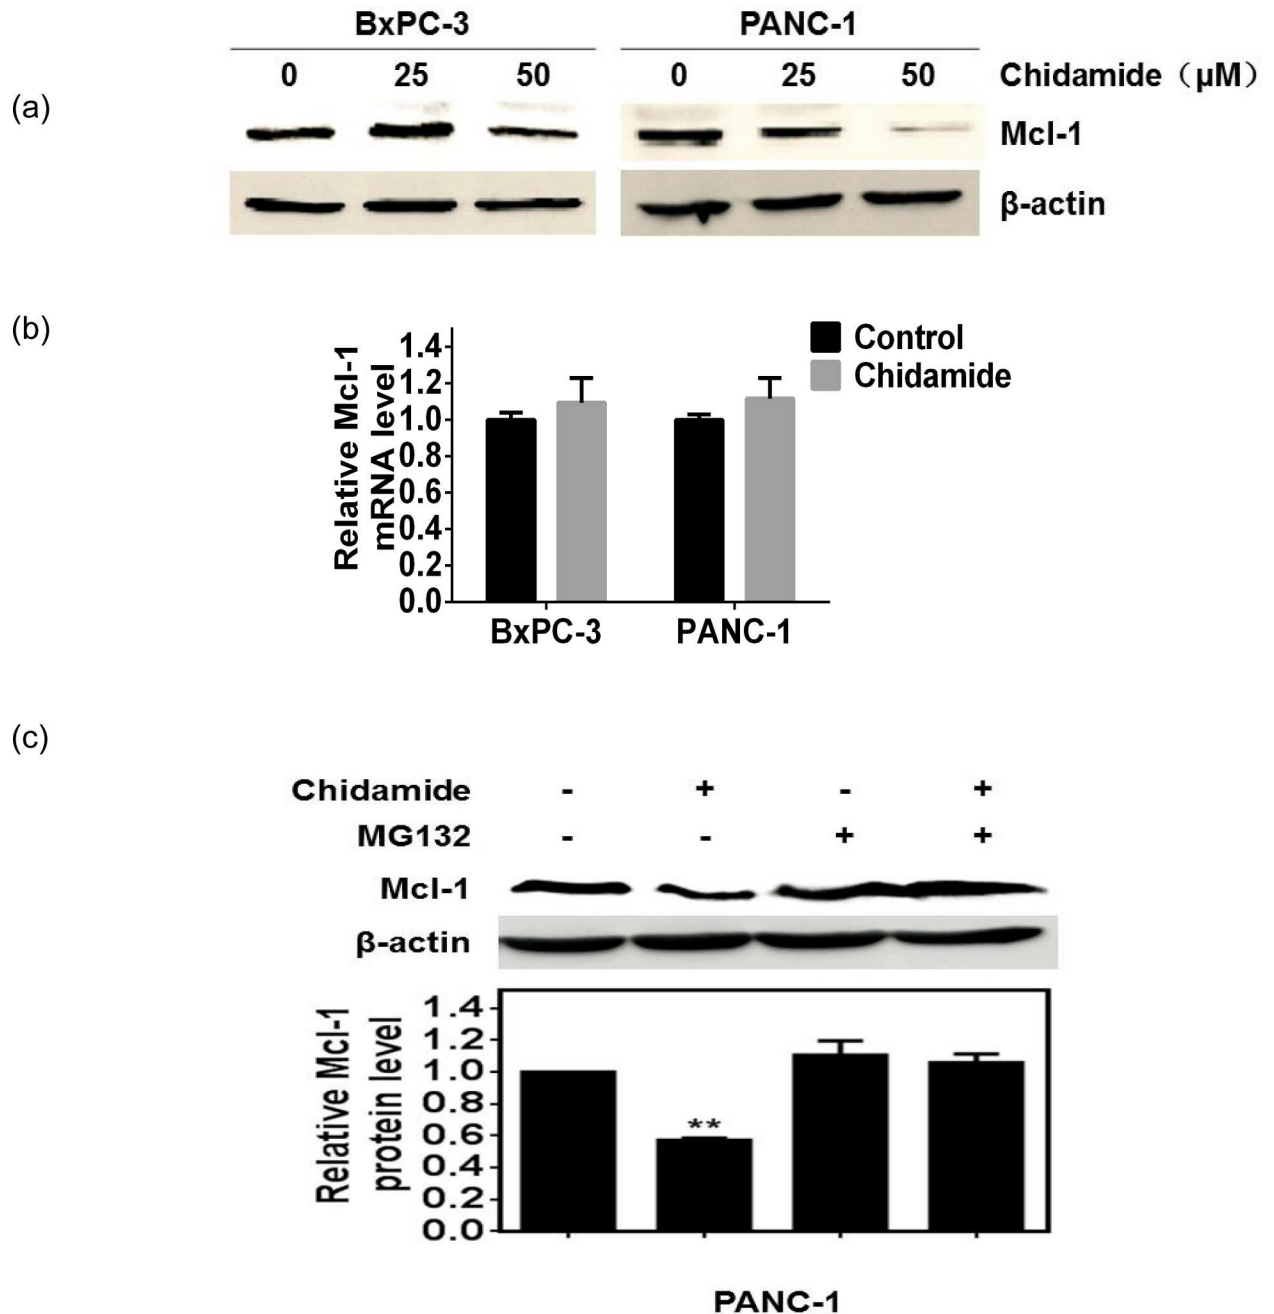 BxPC-3 PANC-1
0 25 50 0 25 50 Chidamide（μM）
(a)
Mcl-1
β-actin
(b)
Control
Chidamide
Relative Mcl-1
mRNA level
1.4
1.2
1.0
0.8
0.6
0.4
0.2
0.0
BxPC-3 PANC-1
(c)
Chidamide - + - +
MG132 - - + +
Mcl-1
β-actin
Relative Mcl-1
protein level
1.4
1.2
1.0
0.8
0.6
0.4
0.2
0.0
**
PANC-1